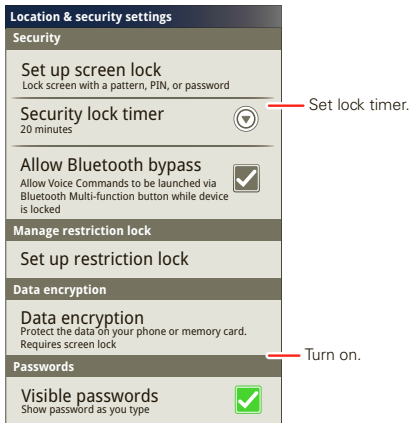 Location & security settings
Security
Set up screen lock
Lock screen with a pattern, PIN, or password
Security lock timer
20 minutes
Set lock timer.
Allow Bluetooth bypass
Allow Voice Commands to be launched via
Bluetooth Multi-function button while device
is locked
Manage restriction lock
Set up restriction lock
Data encryption
Data encryption
Protect the data on your phone or memory card.
Requires screen lock
Turn on.
Passwords
Visible passwords
Show password as you type